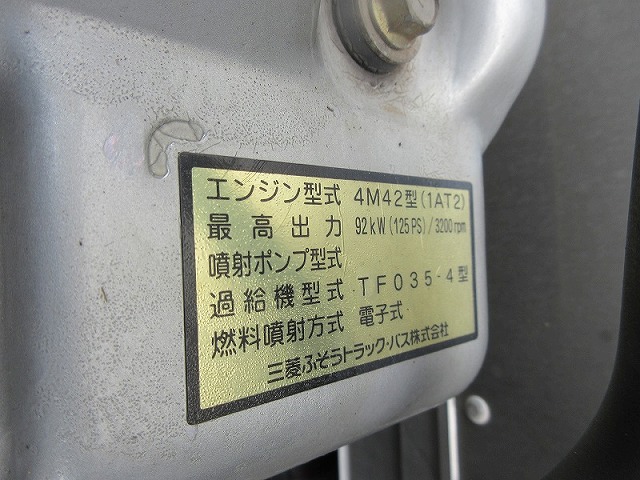 エンジン型式 4M42型(1AT2)
最高出力 92kW(125PS)/3200rpm
噴射ポンプ型式
過給機型式 TF035-4型
燃料噴射方式 電子式
三菱ふそうトラック・バス株式会社